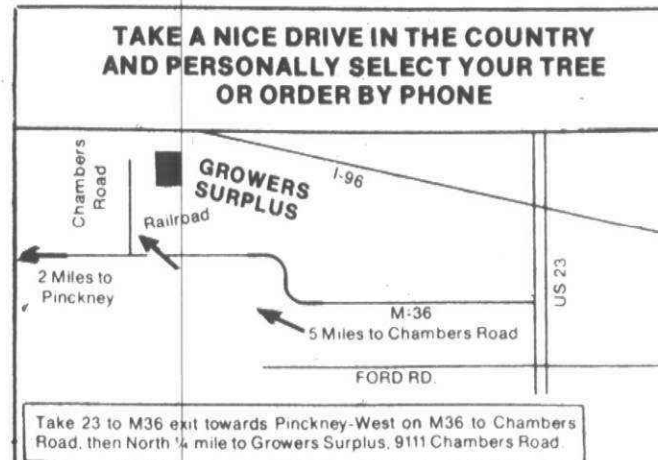 TAKE A NICE DRIVE IN THE COUNTRY
AND PERSONALLY SELECT YOUR TREE
OR ORDER BY PHONE
Chambers
Road
GROWERS
SURPLUS
I-96
Railroad
2 Miles to
Pinckney
US 23
M-36
5 Miles to Chambers Road
FORD RD.
Take 23 to M36 exit towards Pinckney-West on M36 to Chambers
Road, then North ¼ mile to Growers Surplus, 9111 Chambers Road.